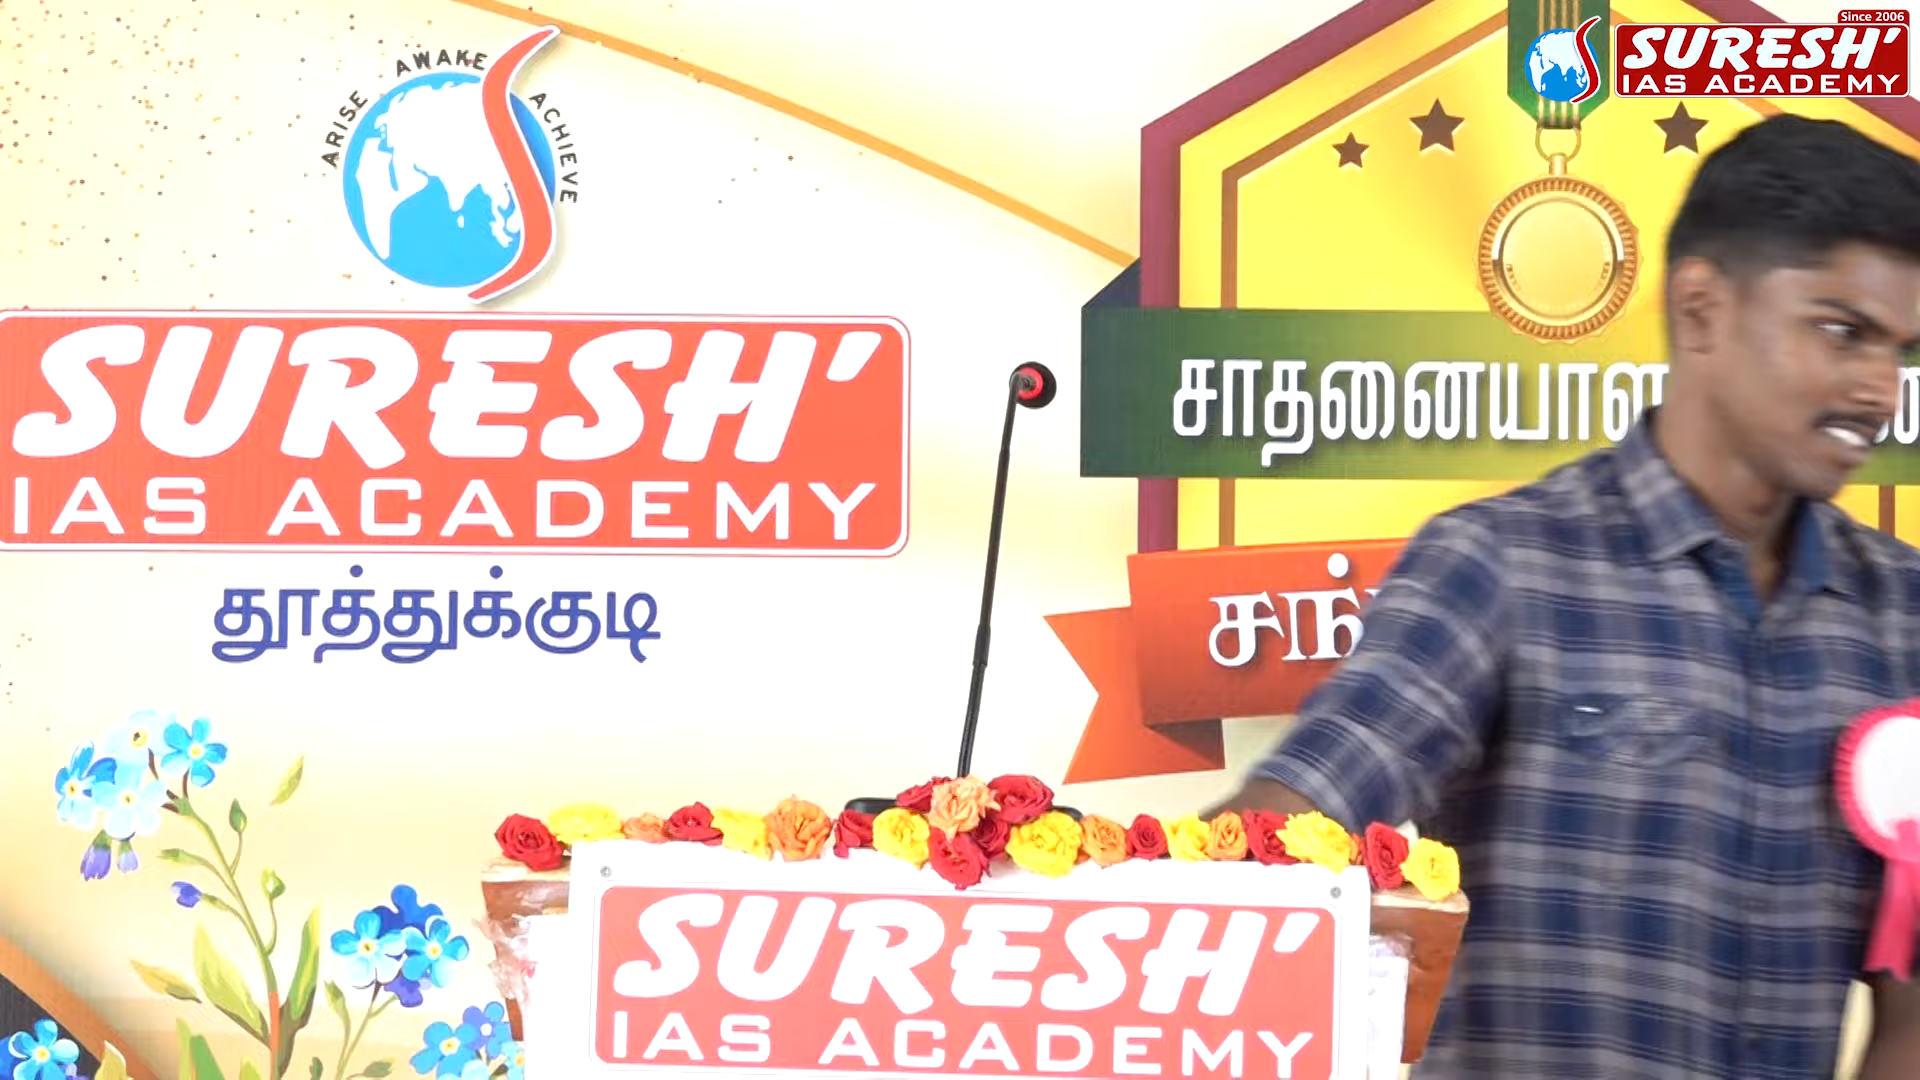 Since 2006
SURESH'
IAS ACADEMY
ARISE AWAKE ACHIEVE
SURESH'
IAS ACADEMY
தூத்துக்குடி
SURESH'
IAS ACADEMY